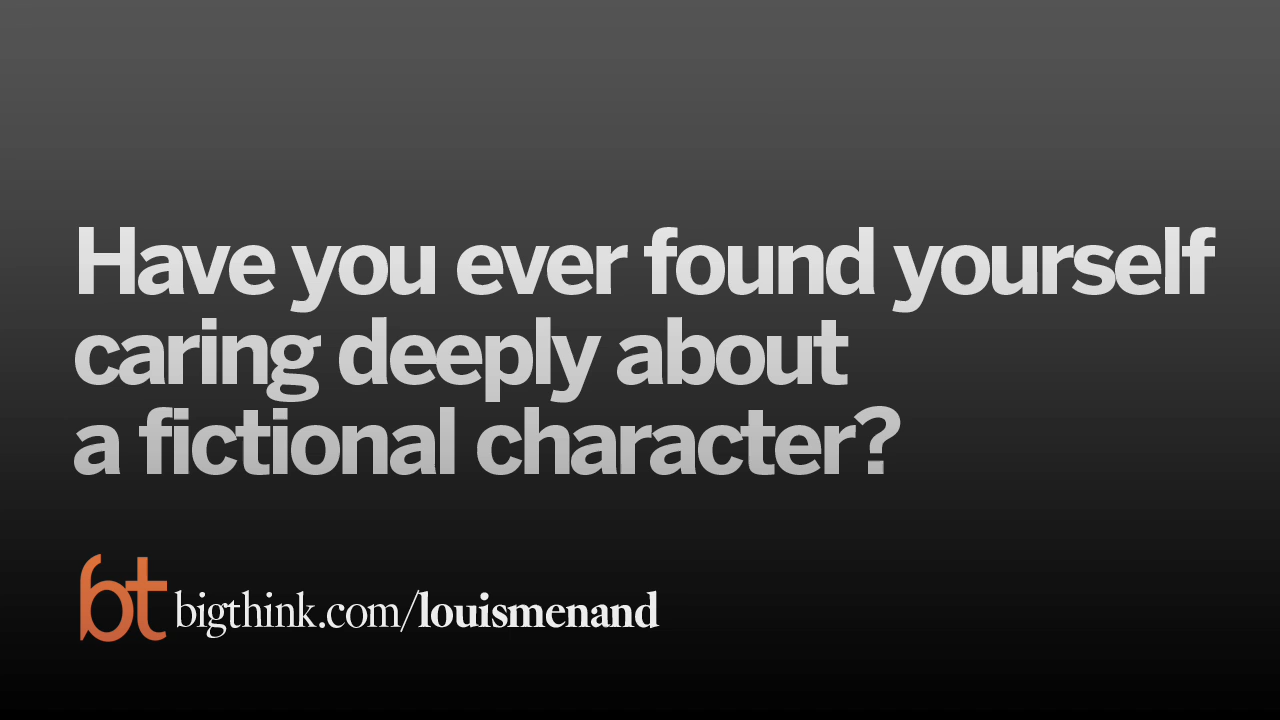 Have you ever found yourself
caring deeply about
a fictional character?
bt bigthink.com/louismenand